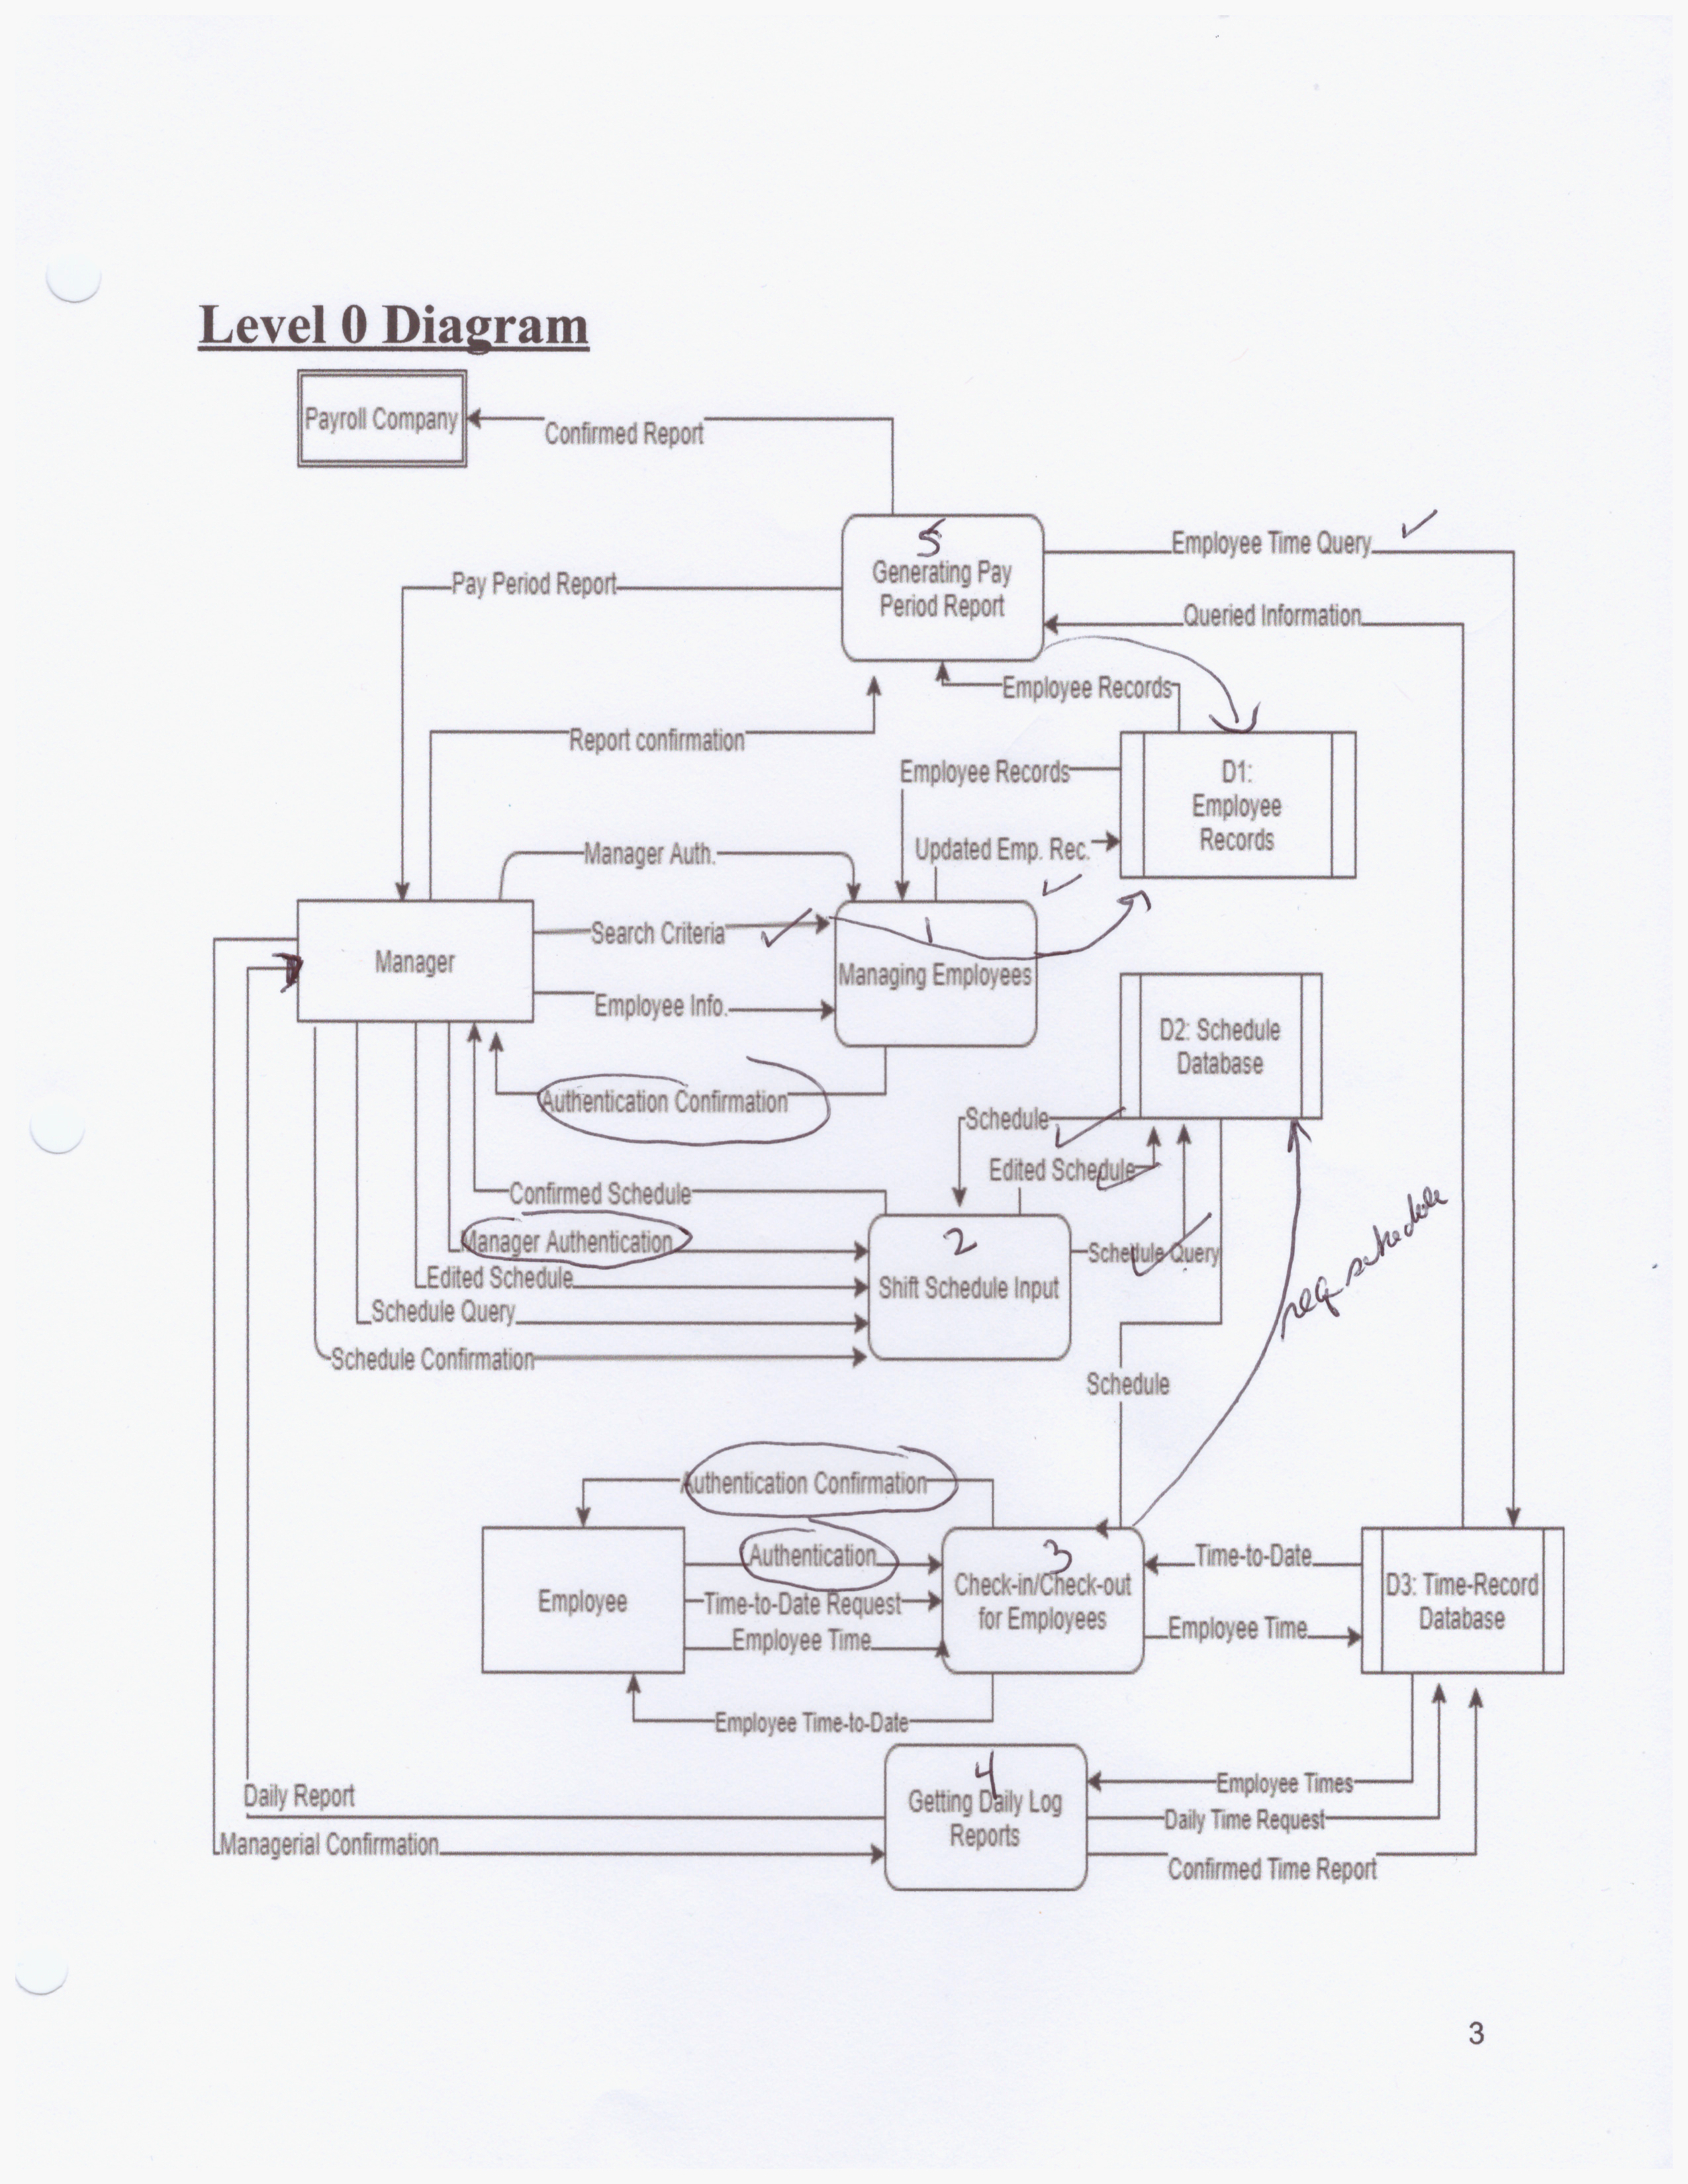 Level 0 Diagram
Payroll Company
Confirmed Report
5
Generating Pay
Period Report
Employee Time Query
Pay Period Report
Queried Information
Employee Records
Report confirmation
D1:
Employee
Records
Employee Records
Updated Emp. Rec.
Manager Auth.
Manager
Search Criteria
1
Managing Employees
Employee Info.
D2: Schedule
Database
Authentication Confirmation
Schedule
Edited Schedule
Confirmed Schedule
Manager Authentication
2
Shift Schedule Input
Schedule Query
req schedule
Edited Schedule
Schedule Query
Schedule Confirmation
Schedule
Authentication Confirmation
Employee
Authentication
3
Check-in/Check-out
for Employees
Time-to-Date
D3: Time-Record
Database
Time-to-Date Request
Employee Time
Employee Time
Employee Time-to-Date
4
Getting Daily Log
Reports
Employee Times
Daily Report
Daily Time Request
Managerial Confirmation
Confirmed Time Report
3